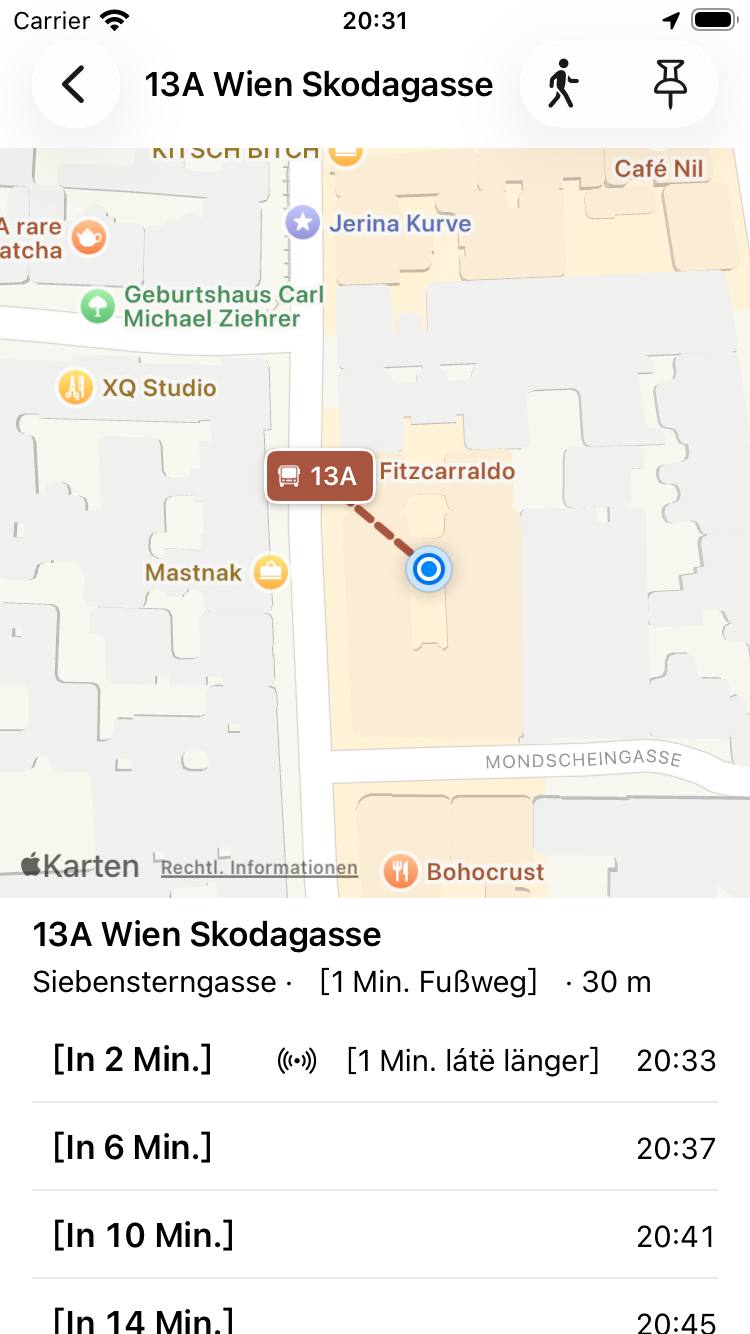 Carrier
20:31
13A Wien Skodagasse
KITSCH BITCH
Café Nil
A rare
atcha
Jerina Kurve
Geburtshaus Carl
Michael Ziehrer
XQ Studio
13A
Fitzcarraldo
Mastnak
MONDSCHEINGASSE
Karten
Rechtl. Informationen
Bohocrust
13A Wien Skodagasse
Siebensterngasse · [1 Min. Fußweg] · 30 m
[In 2 Min.] [1 Min. látë länger] 20:33
[In 6 Min.] 20:37
[In 10 Min.] 20:41
[In 14 Min.] 20:45